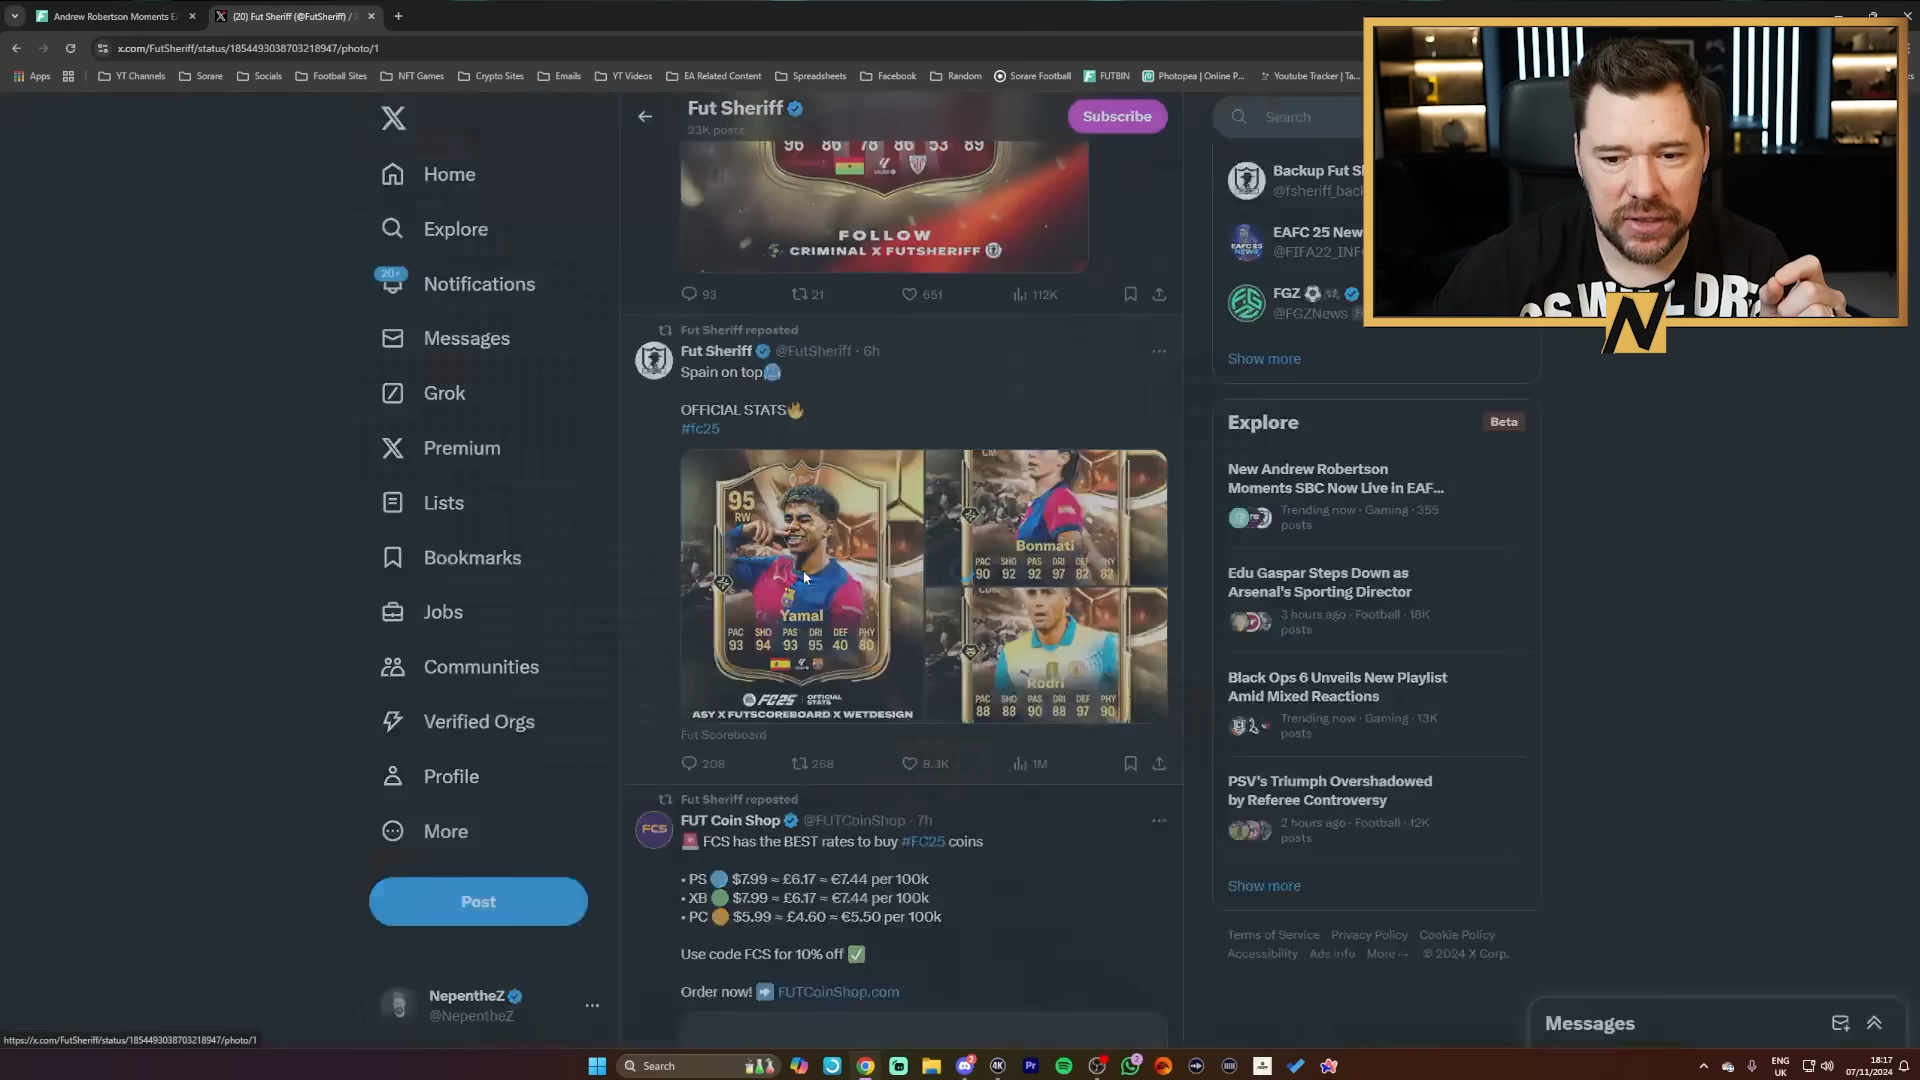 Andrew Robertson Moments EA
(20) Fut Sheriff (@FutSheriff) / X
x.com/FutSheriff/status/1854493038703218947/photo/1
Apps
YT Channels
Sorare
Socials
Football Sites
NFT Games
Crypto Sites
Emails
YT Videos
EA Related Content
Spreadsheets
Facebook
Random
Sorare Football
FUTBIN
Photopea | Online P...
Youtube Tracker | Ta...
Home
Explore
20+
Notifications
Messages
Grok
Premium
Lists
Bookmarks
Jobs
Communities
Verified Orgs
Profile
More
Post
NepentheZ
@NepentheZ
https://x.com/FutSheriff/status/1854493038703218947/photo/1
Fut Sheriff
23K posts
Subscribe
96 86 78 86 53 89
FOLLOW
CRIMINAL X FUTSHERIFF
93
21
651
112K
Fut Sheriff reposted
Fut Sheriff @FutSheriff · 6h
Spain on top
OFFICIAL STATS
#fc25
95
RW
Yamal
PAC SHO PAS DRI DEF PHY
93 94 93 95 40 80
FC25 OFFICIAL STATS
ASY X FUTSCOREBOARD X WETDESIGN
CM
Bonmati
PAC SHO PAS DRI DEF PHY
90 92 92 97 82 82
CDM
Rodri
PAC SHO PAS DRI DEF PHY
88 88 90 88 97 90
Fut Scoreboard
208
268
8.3K
1M
Fut Sheriff reposted
FCS
FUT Coin Shop @FUTCoinShop · 7h
FCS has the BEST rates to buy #FC25 coins
• PS $7.99 ≈ £6.17 ≈ €7.44 per 100k
• XB $7.99 ≈ £6.17 ≈ €7.44 per 100k
• PC $5.99 ≈ £4.60 ≈ €5.50 per 100k
Use code FCS for 10% off
Order now! FUTCoinShop.com
Search
Backup Fut S
@fsheriff_bac
EAFC 25 New
@FIFA22_INF
FGZ
@FGZNews
Show more
Explore
Beta
New Andrew Robertson
Moments SBC Now Live in EAF...
Trending now · Gaming · 355
posts
Edu Gaspar Steps Down as
Arsenal's Sporting Director
3 hours ago · Football · 18K
posts
Black Ops 6 Unveils New Playlist
Amid Mixed Reactions
Trending now · Gaming · 13K
posts
PSV's Triumph Overshadowed
by Referee Controversy
2 hours ago · Football · 12K
posts
Show more
Terms of Service Privacy Policy Cookie Policy
Accessibility Ads info More ··· © 2024 X Corp.
Messages
N
Search
ENG
UK
18:17
07/11/2024